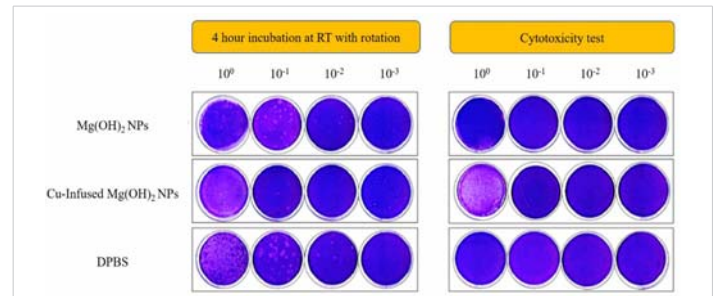 4 hour incubation at RT with rotation Cytotoxicity test
10⁰ 10⁻¹ 10⁻² 10⁻³ 10⁰ 10⁻¹ 10⁻² 10⁻³
Mg(OH)₂ NPs
Cu-Infused Mg(OH)₂ NPs
DPBS